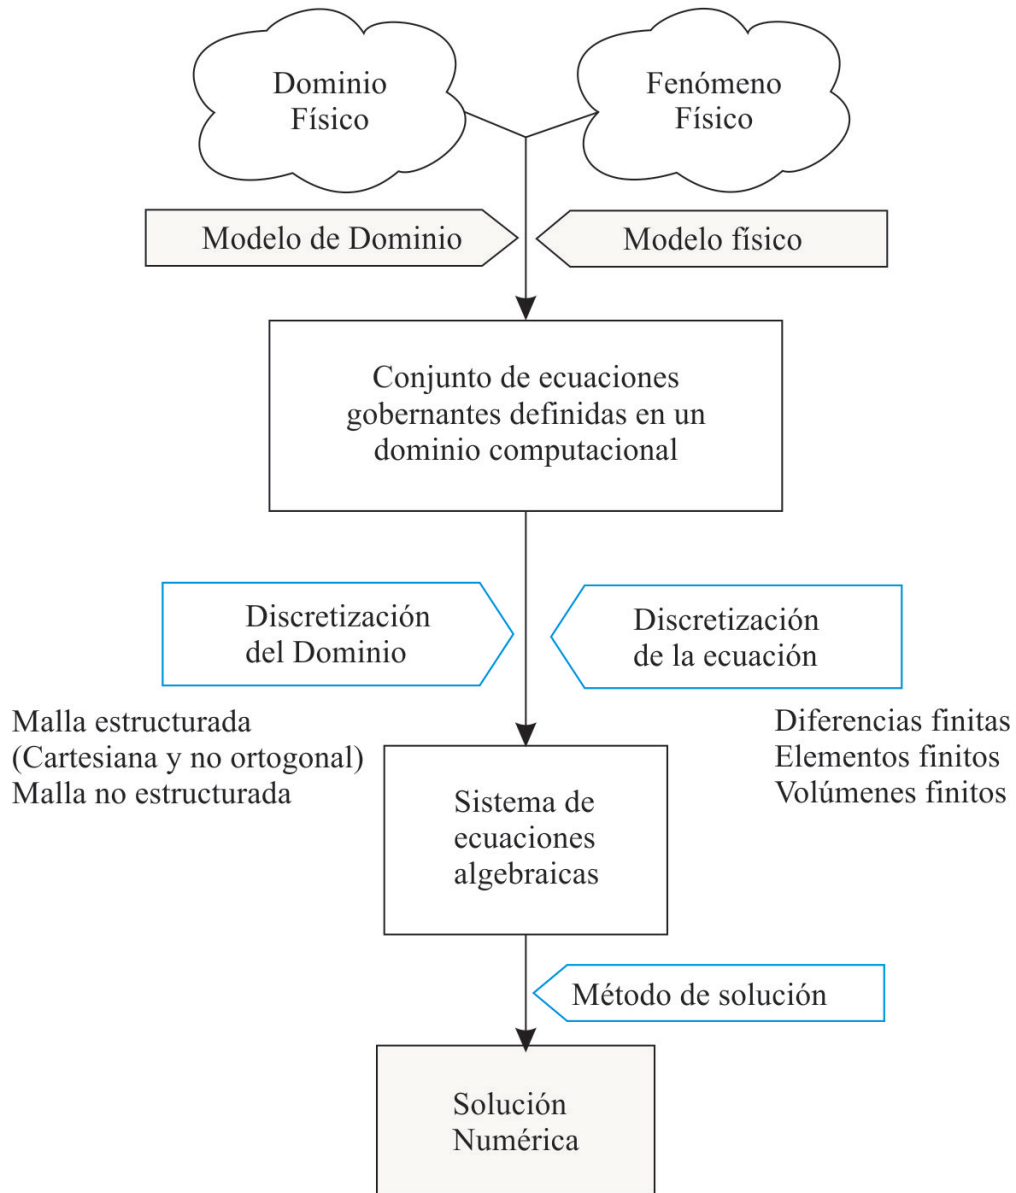 Dominio
Físico
Fenómeno
Físico
Modelo de Dominio
Modelo físico
Conjunto de ecuaciones
gobernantes definidas en un
dominio computacional
Discretización
del Dominio
Discretización
de la ecuación
Malla estructurada
(Cartesiana y no ortogonal)
Malla no estructurada
Diferencias finitas
Elementos finitos
Volúmenes finitos
Sistema de
ecuaciones
algebraicas
Método de solución
Solución
Numérica